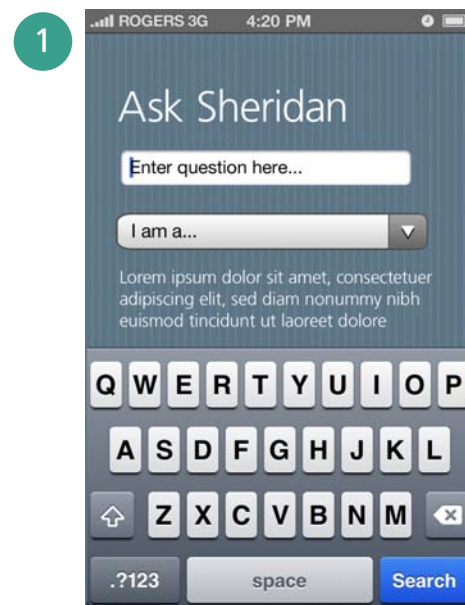 1
ROGERS 3G 4:20 PM
Ask Sheridan
Enter question here...
I am a...
Lorem ipsum dolor sit amet, consectetuer
adipiscing elit, sed diam nonummy nibh
euismod tincidunt ut laoreet dolore
Q W E R T Y U I O P
A S D F G H J K L
Z X C V B N M
.?123 space Search